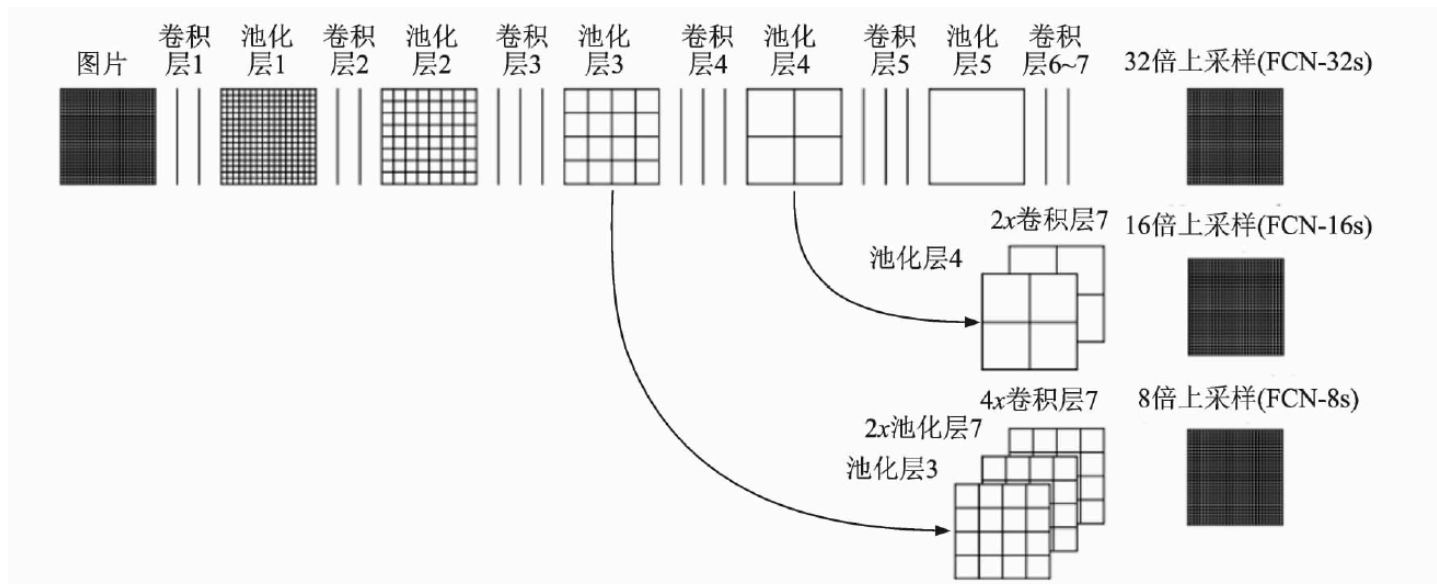 图片
卷积
层1
池化
层1
卷积
层2
池化
层2
卷积
层3
池化
层3
卷积
层4
池化
层4
卷积
层5
池化
层5
卷积
层6~7
32倍上采样(FCN-32s)
2x卷积层7
16倍上采样(FCN-16s)
池化层4
4x卷积层7
8倍上采样(FCN-8s)
2x池化层7
池化层3